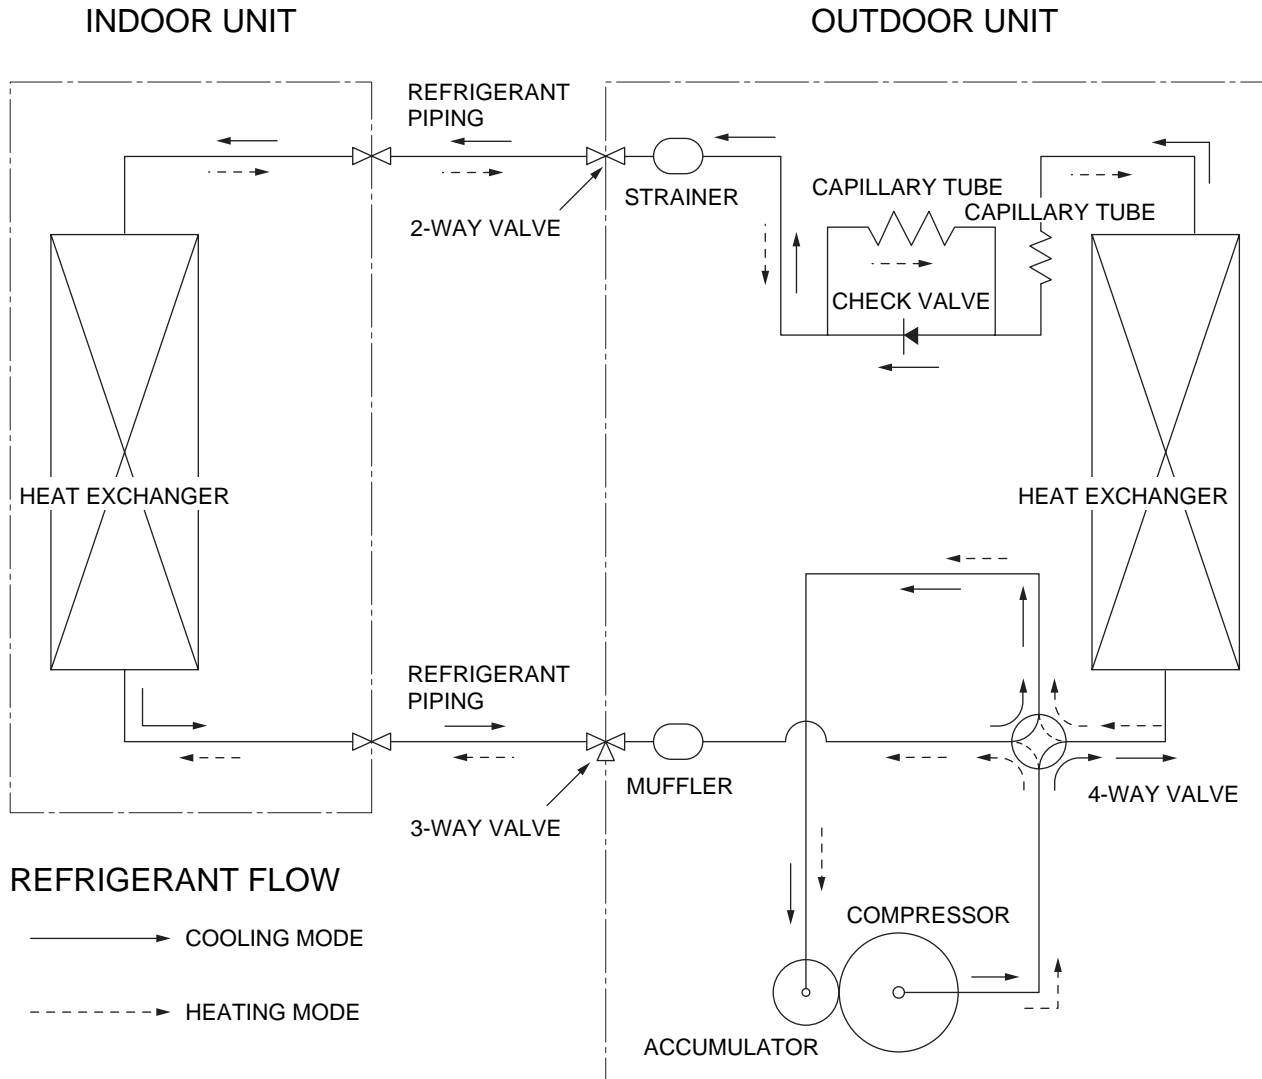 INDOOR UNIT
OUTDOOR UNIT
REFRIGERANT
PIPING
STRAINER
2-WAY VALVE
CAPILLARY TUBE
CAPILLARY TUBE
CHECK VALVE
HEAT EXCHANGER
HEAT EXCHANGER
REFRIGERANT
PIPING
MUFFLER
3-WAY VALVE
4-WAY VALVE
REFRIGERANT FLOW
COOLING MODE
HEATING MODE
COMPRESSOR
ACCUMULATOR